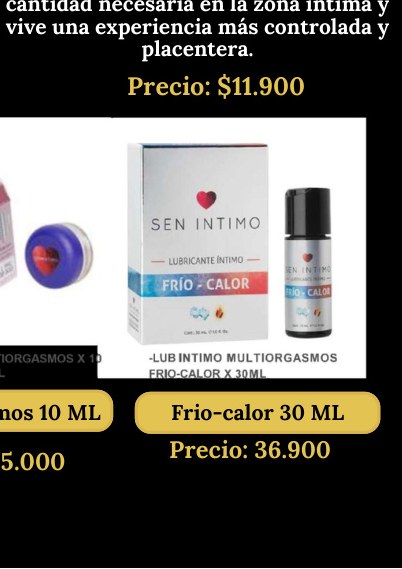 cantidad necesaria en la zona íntima y
vive una experiencia más controlada y
placentera.
Precio: $11.900
SEN INTIMO
LUBRICANTE ÍNTIMO
FRÍO - CALOR
SEN INTIMO
FRÍO - CALOR
TIORGASMOS X 10
L
-LUB INTIMO MULTIORGASMOS
FRIO-CALOR X 30ML
mos 10 ML
Frio-calor 30 ML
5.000
Precio: 36.900